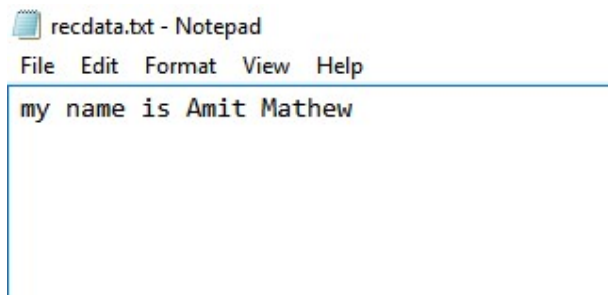 recdata.txt - Notepad
File Edit Format View Help
my name is Amit Mathew